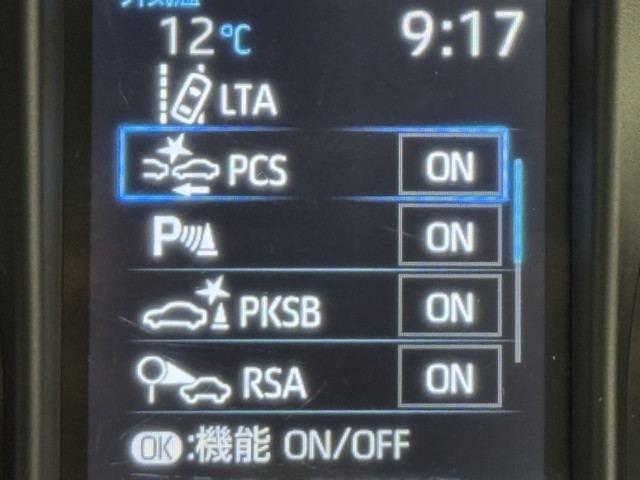 12℃ 9:17
LTA
PCS ON
P ON
PKSB ON
RSA ON
OK:機能 ON/OFF